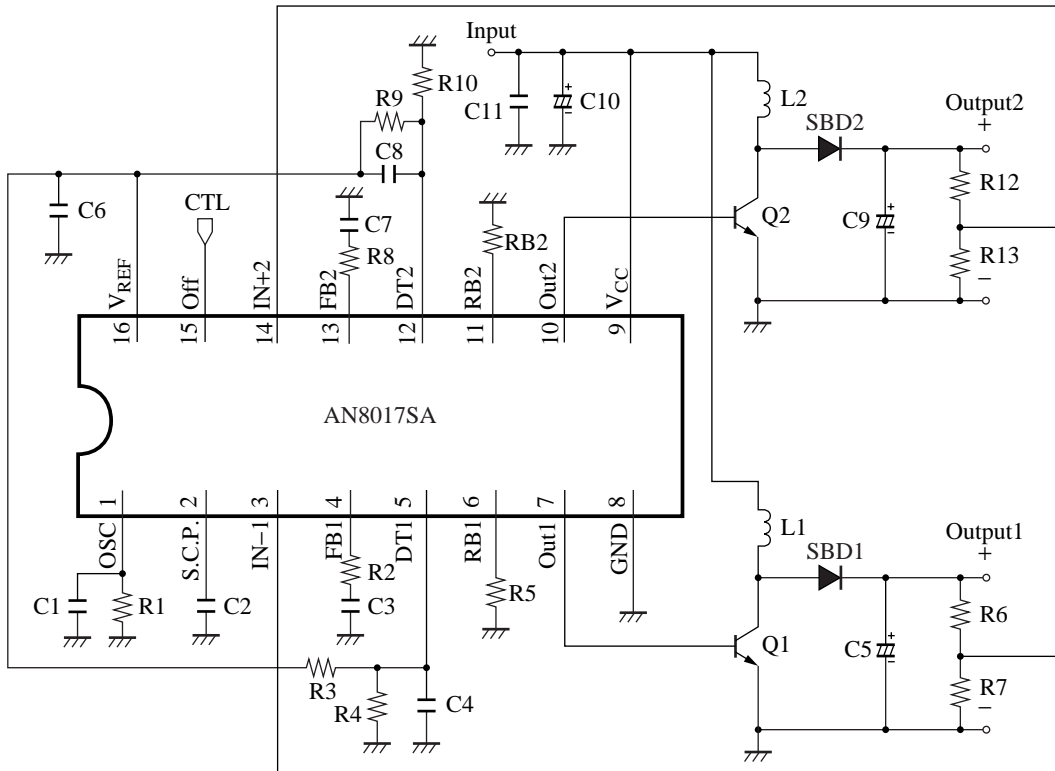 Input
R10
R9
C11
C10
L2
Output2
+
SBD2
C8
+
−
R12
C6
CTL
C7
R8
RB2
Q2
C9
+
−
R13
−
VREF
Off
IN+2
FB2
DT2
RB2
Out2
VCC
16
15
14
13
12
11
10
9
AN8017SA
1
2
3
4
5
6
7
8
OSC
S.C.P.
IN−1
FB1
DT1
RB1
Out1
GND
L1
Output1
+
SBD1
R2
C1
R1
C2
C3
R5
R6
Q1
C5
+
−
R7
−
R3
R4
C4